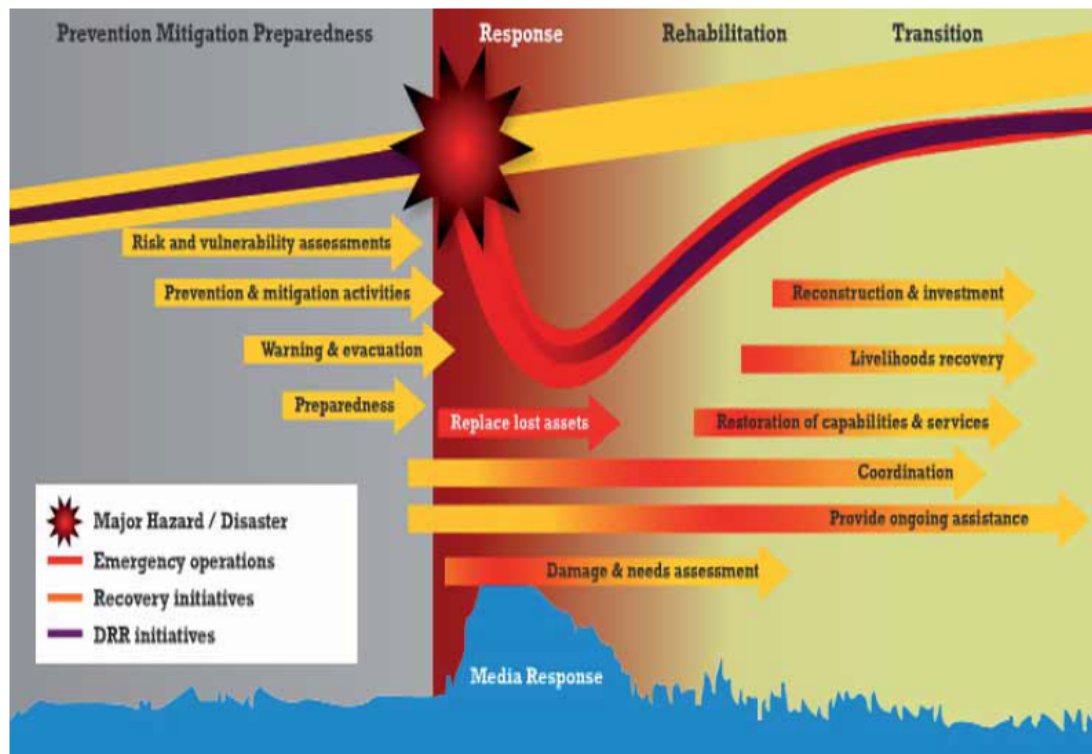 Prevention Mitigation Preparedness
Response
Rehabilitation
Transition
Risk and vulnerability assessments
Prevention & mitigation activities
Warning & evacuation
Preparedness
Reconstruction & investment
Livelihoods recovery
Replace lost assets
Restoration of capabilities & services
Coordination
Provide ongoing assistance
Damage & needs assessment
Major Hazard / Disaster
Emergency operations
Recovery initiatives
DRR initiatives
Media Response